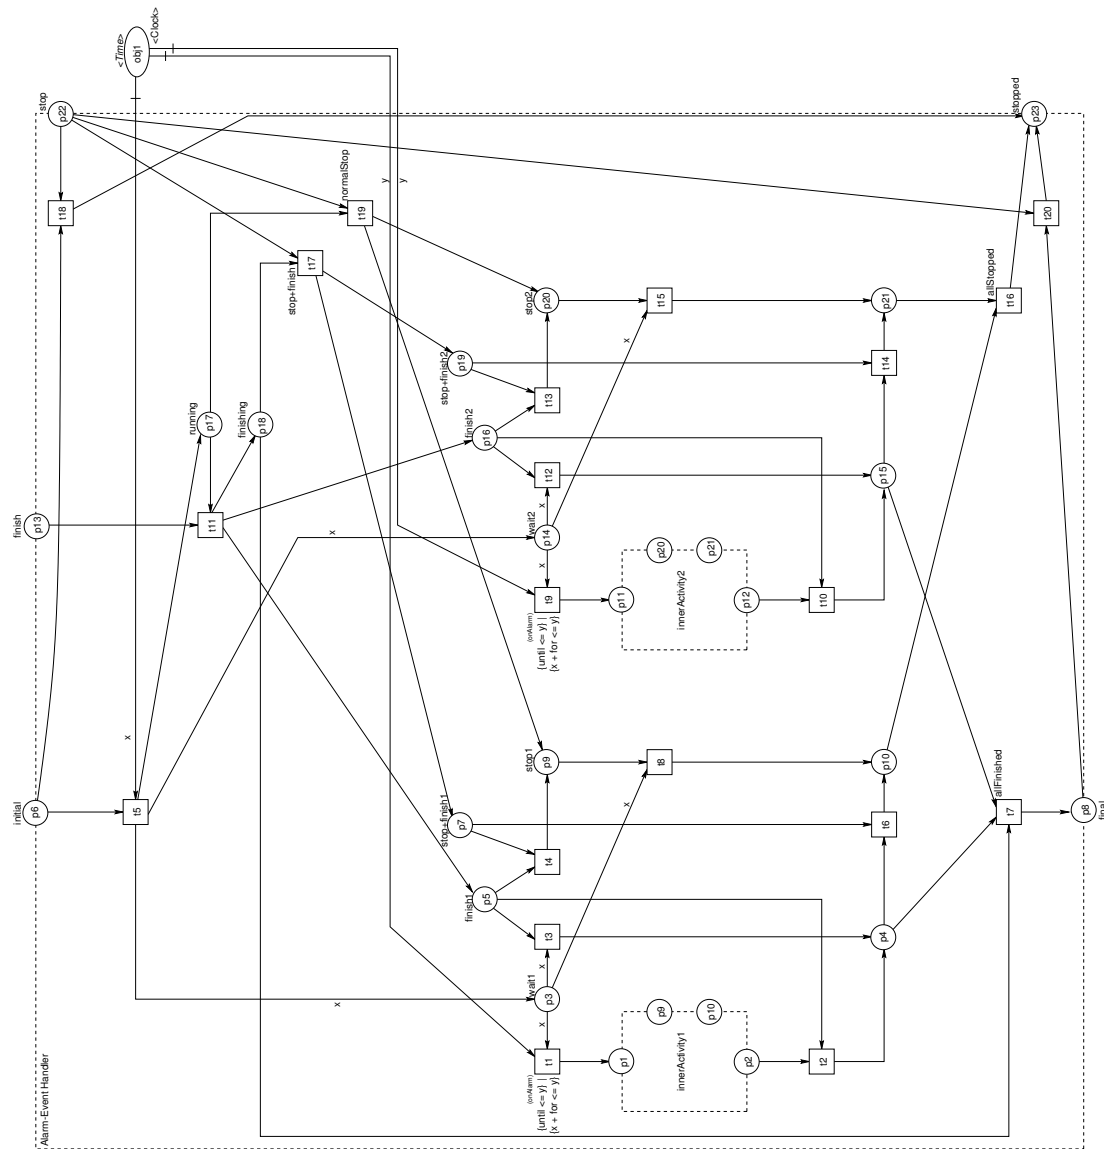 <Time>
obj1
<Clock>
stop
p22
stopped
p23
t18
y
y
normalStop
t19
t20
stop+finish
t17
allStopped
t16
stop2
p20
t15
p21
x
stop+finish2
p19
t14
t13
running
p17
finishing
p18
finish2
p16
t12
p15
finish
p13
t11
x
wait2
p14
x
x
p20
p21
innerActivity2
t9
(onAlarm)
{until <= y} |
{x + for <= y}
p11
p12
t10
x
initial
p6
t5
stop1
p9
t8
p10
x
stop+finish1
p7
t6
t4
allFinished
t7
p8
final
finish1
p5
t3
p4
x
wait1
p3
x
x
p9
p10
innerActivity1
t1
(onAlarm)
{until <= y} |
{x + for <= y}
p1
p2
t2
Alarm-Event Handler